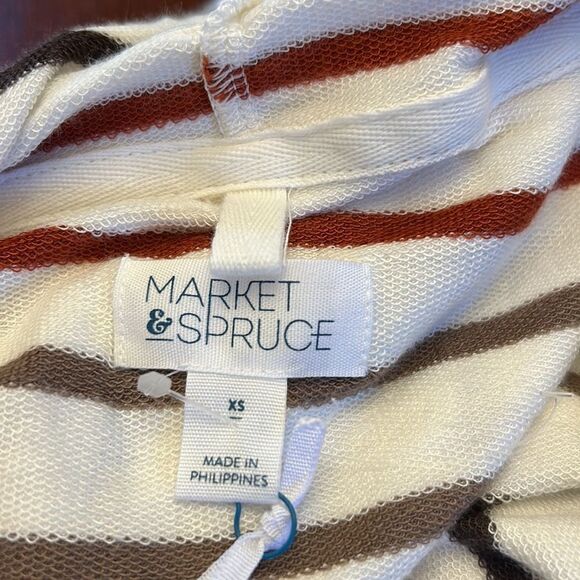 MARKET
& SPRUCE
XS
MADE IN
PHILIPPINES